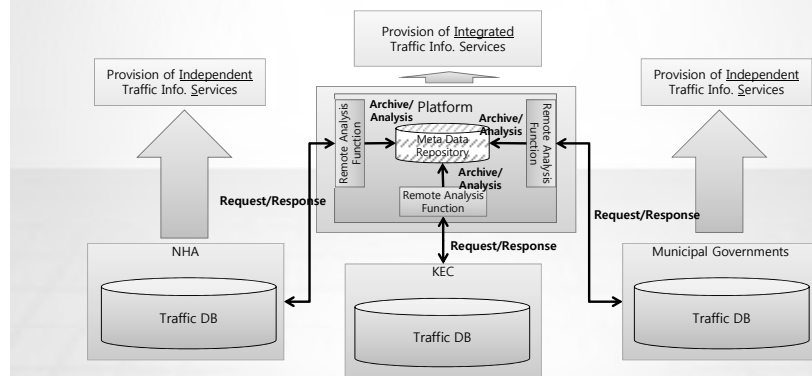 Provision of Integrated
Traffic Info. Services
Provision of Independent
Traffic Info. Services
Provision of Independent
Traffic Info. Services
Platform
Archive/
Analysis
Archive/
Analysis
Remote Analysis
Function
Meta Data
Repository
Remote Analysis
Function
Archive/
Analysis
Remote Analysis
Function
Request/Response
Request/Response
Request/Response
NHA
KEC
Municipal Governments
Traffic DB
Traffic DB
Traffic DB